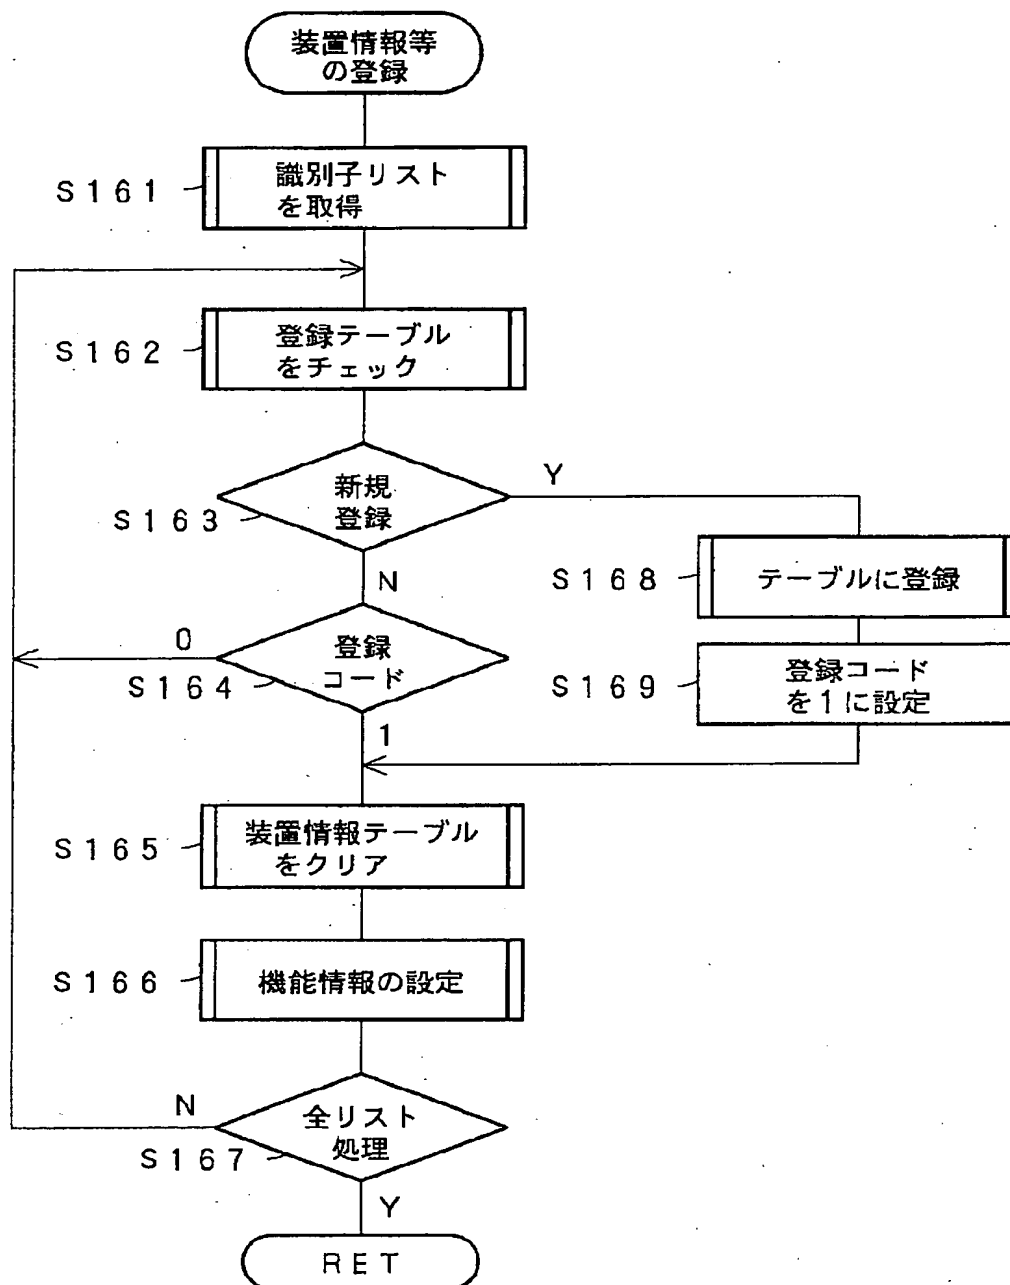 装置情報等
の登録
S161
識別子リスト
を取得
S162
登録テーブル
をチェック
S163
新規
登録
Y
N
S168
テーブルに登録
0
S164
登録
コード
1
S169
登録コード
を1に設定
S165
装置情報テーブル
をクリア
S166
機能情報の設定
N
S167
全リスト
処理
Y
RET